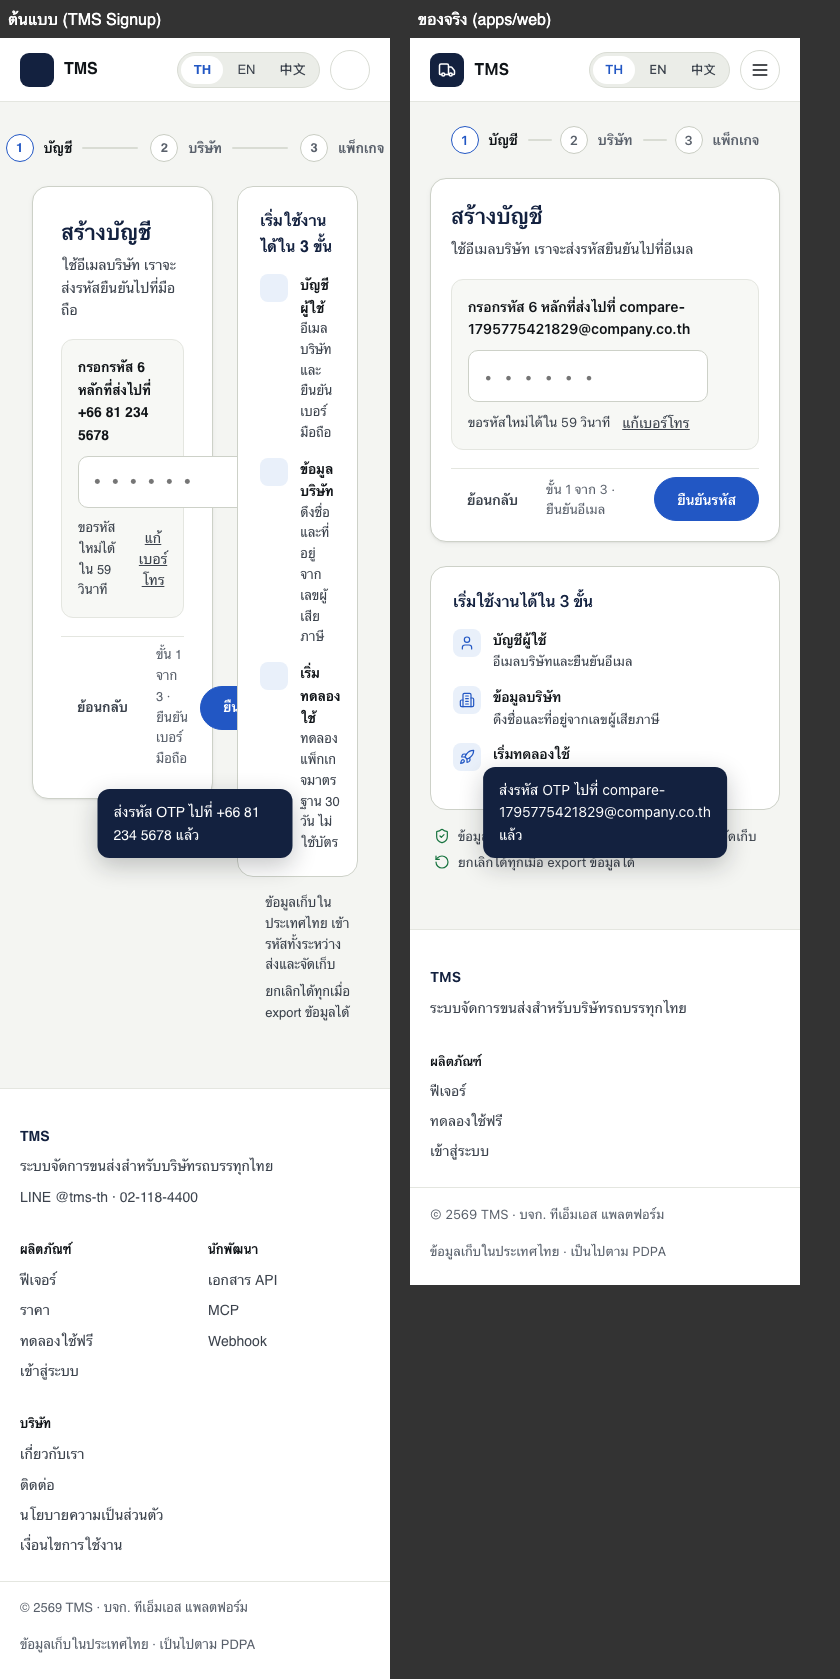 ต้นแบบ (TMS Signup)
TMS
TH EN 中文
1 บัญชี 2 บริษัท 3 แพ็กเกจ
สร้างบัญชี
ใช้อีเมลบริษัท เราจะ
ส่งรหัสยืนยันไปที่มือ
ถือ
กรอกรหัส 6
หลักที่ส่งไปที่
+66 81 234
5678
ขอรหัส
ใหม่ได้
ใน 59
วินาที
แก้
เบอร์
โทร
ย้อนกลับ
ขั้น 1
จาก
3 ·
ยืนยัน
เบอร์
มือถือ
เริ่มใช้งาน
ได้ใน 3 ขั้น
บัญชี
ผู้ใช้
อีเมล
บริษัท
และ
ยืนยัน
เบอร์
มือถือ
ข้อมูล
บริษัท
ดึงชื่อ
และที่
อยู่
จาก
เลขผู้
เสีย
ภาษี
เริ่ม
ทดลอง
ใช้
ทดลอง
แพ็กเก
จมาตร
ฐาน 30
วัน ไม่
ใช้บัตร
ส่งรหัส OTP ไปที่ +66 81
234 5678 แล้ว
ข้อมูลเก็บใน
ประเทศไทย เข้า
รหัสทั้งระหว่าง
ส่งและจัดเก็บ
ยกเลิกได้ทุกเมื่อ
export ข้อมูลได้
TMS
ระบบจัดการขนส่งสำหรับบริษัทรถบรรทุกไทย
LINE @tms-th · 02-118-4400
ผลิตภัณฑ์
ฟีเจอร์
ราคา
ทดลองใช้ฟรี
เข้าสู่ระบบ
นักพัฒนา
เอกสาร API
MCP
Webhook
บริษัท
เกี่ยวกับเรา
ติดต่อ
นโยบายความเป็นส่วนตัว
เงื่อนไขการใช้งาน
© 2569 TMS · บจก. ทีเอ็มเอส แพลตฟอร์ม
ข้อมูลเก็บในประเทศไทย · เป็นไปตาม PDPA
ของจริง (apps/web)
TMS
TH EN 中文
1 บัญชี 2 บริษัท 3 แพ็กเกจ
สร้างบัญชี
ใช้อีเมลบริษัท เราจะส่งรหัสยืนยันไปที่อีเมล
กรอกรหัส 6 หลักที่ส่งไปที่ compare-
1795775421829@company.co.th
ขอรหัสใหม่ได้ใน 59 วินาที แก้เบอร์โทร
ย้อนกลับ
ขั้น 1 จาก 3 ·
ยืนยันอีเมล
ยืนยันรหัส
เริ่มใช้งานได้ใน 3 ขั้น
บัญชีผู้ใช้
อีเมลบริษัทและยืนยันอีเมล
ข้อมูลบริษัท
ดึงชื่อและที่อยู่จากเลขผู้เสียภาษี
เริ่มทดลองใช้
ส่งรหัส OTP ไปที่ compare-
1795775421829@company.co.th
แล้ว
ยกเลิกได้ทุกเมื่อ export ข้อมูลได้
TMS
ระบบจัดการขนส่งสำหรับบริษัทรถบรรทุกไทย
ผลิตภัณฑ์
ฟีเจอร์
ทดลองใช้ฟรี
เข้าสู่ระบบ
© 2569 TMS · บจก. ทีเอ็มเอส แพลตฟอร์ม
ข้อมูลเก็บในประเทศไทย · เป็นไปตาม PDPA